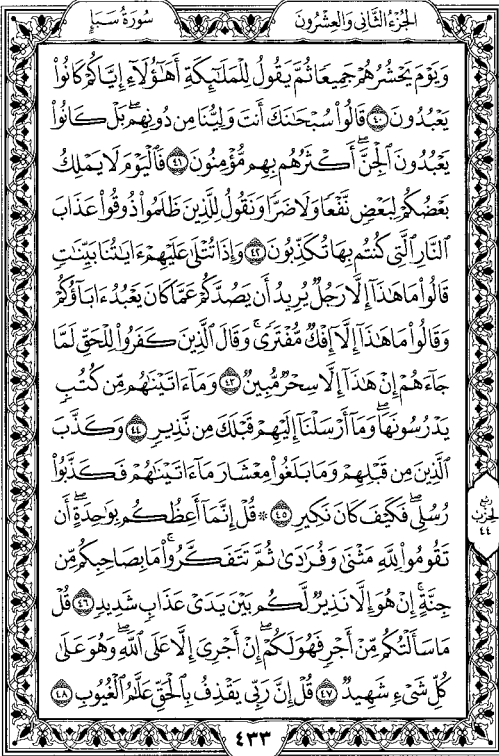 الجزء الثاني والعشرون
سورة سبإ
وَيَوْمَ يَحْشُرُهُمْ جَمِيعًا ثُمَّ يَقُولُ لِلْمَلَٰٓئِكَةِ أَهَٰٓؤُلَآءِ إِيَّاكُمْ كَانُوا۟
يَعْبُدُونَ ٤٠ قَالُوا۟ سُبْحَٰنَكَ أَنتَ وَلِيُّنَا مِن دُونِهِم ۖ بَلْ كَانُوا۟
يَعْبُدُونَ ٱلْجِنَّ ۖ أَكْثَرُهُم بِهِم مُّؤْمِنُونَ ٤١ فَٱلْيَوْمَ لَا يَمْلِكُ
بَعْضُكُمْ لِبَعْضٍ نَّفْعًا وَلَا ضَرًّا وَنَقُولُ لِلَّذِينَ ظَلَمُوا۟ ذُوقُوا۟ عَذَابَ
ٱلنَّارِ ٱلَّتِى كُنتُم بِهَا تُكَذِّبُونَ ٤٢ وَإِذَا تُتْلَىٰ عَلَيْهِمْ ءَايَٰتُنَا بَيِّنَٰتٍ
قَالُوا۟ مَا هَٰذَآ إِلَّا رَجُلٌ يُرِيدُ أَن يَصُدَّكُمْ عَمَّا كَانَ يَعْبُدُ ءَابَآؤُكُمْ
وَقَالُوا۟ مَا هَٰذَآ إِلَّآ إِفْكٌ مُّفْتَرًى ۚ وَقَالَ ٱلَّذِينَ كَفَرُوا۟ لِلْحَقِّ لَمَّا
جَآءَهُمْ إِنْ هَٰذَآ إِلَّا سِحْرٌ مُّبِينٌ ٤٣ وَمَآ ءَاتَيْنَٰهُم مِّن كُتُبٍ
يَدْرُسُونَهَا ۖ وَمَآ أَرْسَلْنَآ إِلَيْهِمْ قَبْلَكَ مِن نَّذِيرٍ ٤٤ وَكَذَّبَ
ٱلَّذِينَ مِن قَبْلِهِمْ وَمَا بَلَغُوا۟ مِعْشَارَ مَآ ءَاتَيْنَٰهُمْ فَكَذَّبُوا۟
رُسُلِى ۖ فَكَيْفَ كَانَ نَكِيرِ ٤٥ ۞ قُلْ إِنَّمَآ أَعِظُكُم بِوَٰحِدَةٍ ۖ أَن
تَقُومُوا۟ لِلَّهِ مَثْنَىٰ وَفُرَٰدَىٰ ثُمَّ تَتَفَكَّرُوا۟ ۚ مَا بِصَاحِبِكُم مِّن
جِنَّةٍ ۚ إِنْ هُوَ إِلَّا نَذِيرٌ لَّكُم بَيْنَ يَدَىْ عَذَابٍ شَدِيدٍ ٤٦ قُلْ
مَا سَأَلْتُكُم مِّنْ أَجْرٍ فَهُوَ لَكُمْ ۖ إِنْ أَجْرِىَ إِلَّا عَلَى ٱللَّهِ ۖ وَهُوَ عَلَىٰ
كُلِّ شَىْءٍ شَهِيدٌ ٤٧ قُلْ إِنَّ رَبِّى يَقْذِفُ بِٱلْحَقِّ عَلَّٰمُ ٱلْغُيُوبِ ٤٨
ربع
الحزب
٤٤
٤٣٣